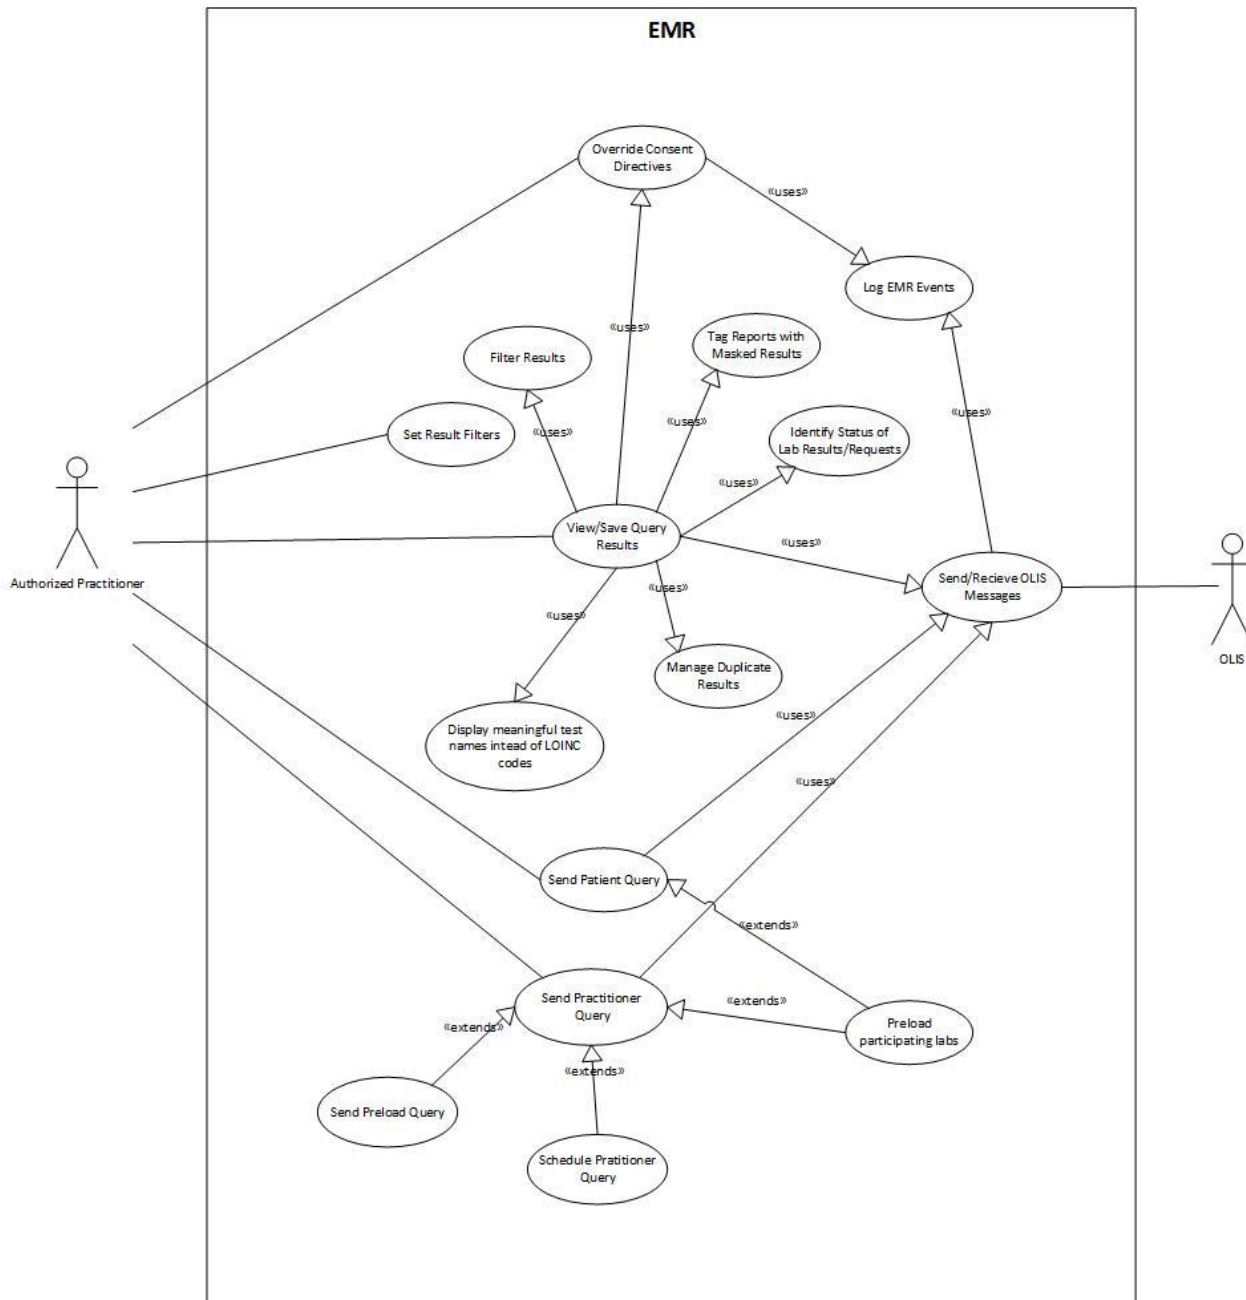 EMR
Override Consent
Directives
«uses»
Log EMR Events
«uses»
Tag Reports with
Masked Results
Filter Results
«uses»
«uses»
«uses»
Set Result Filters
Identify Status of
Lab Results/Requests
«uses»
View/Save Query
Results
«uses»
Authorized Practitioner
Send/Recieve OLIS
Messages
«uses»
«uses»
OLIS
Manage Duplicate
Results
«uses»
Display meaningful test
names intead of LOINC
codes
«uses»
Send Patient Query
«extends»
Send Practitioner
Query
«extends»
Preload
participating labs
«extends»
«extends»
Send Preload Query
Schedule Pratitioner
Query